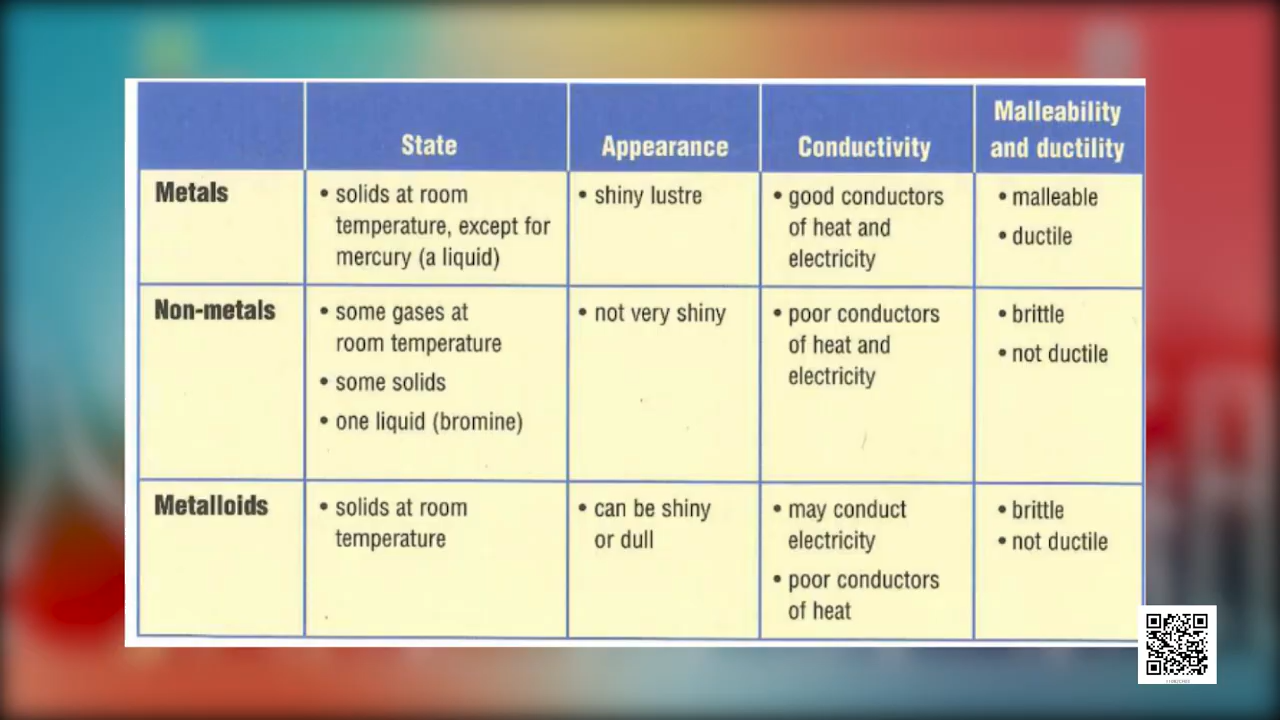 State
Appearance
Conductivity
Malleability
and ductility
Metals
• solids at room
temperature, except for
mercury (a liquid)
• shiny lustre
• good conductors
of heat and
electricity
• malleable
• ductile
Non-metals
• some gases at
room temperature
• some solids
• one liquid (bromine)
• not very shiny
• poor conductors
of heat and
electricity
• brittle
• not ductile
Metalloids
• solids at room
temperature
• can be shiny
or dull
• may conduct
electricity
• poor conductors
of heat
• brittle
• not ductile